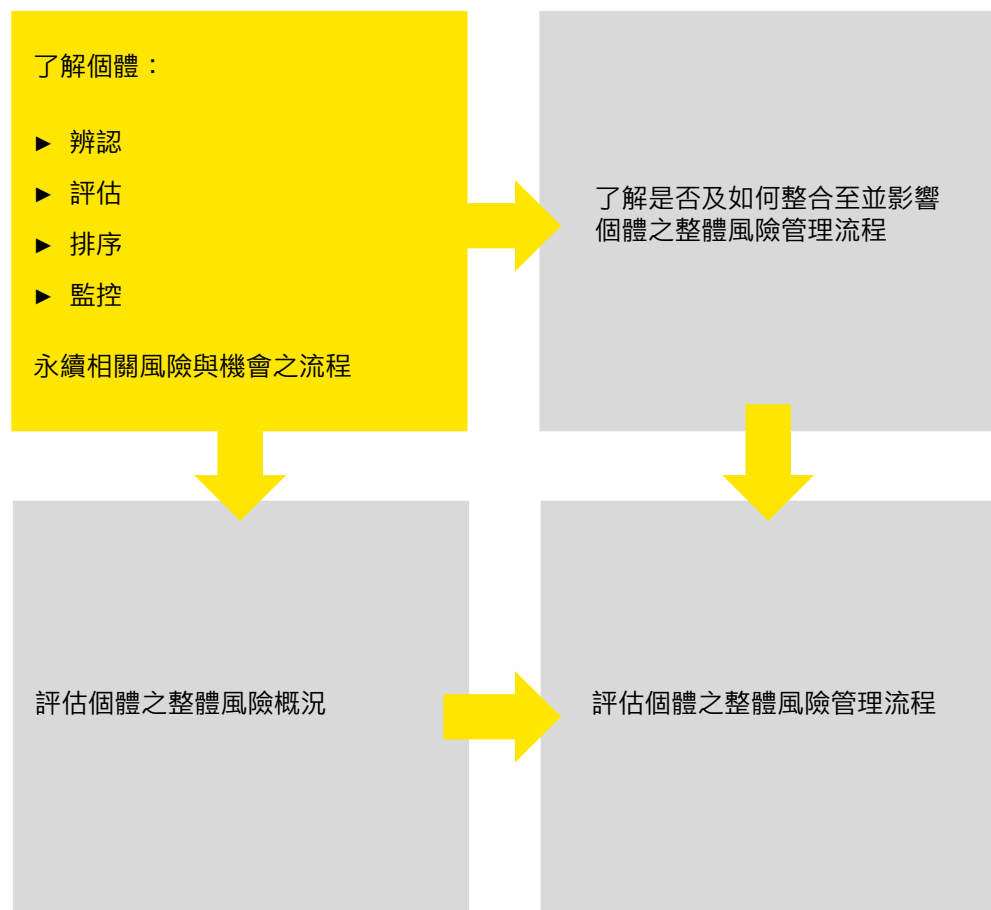 了解個體：
► 辨認
► 評估
► 排序
► 監控
永續相關風險與機會之流程
了解是否及如何整合至並影響
個體之整體風險管理流程
評估個體之整體風險概況
評估個體之整體風險管理流程